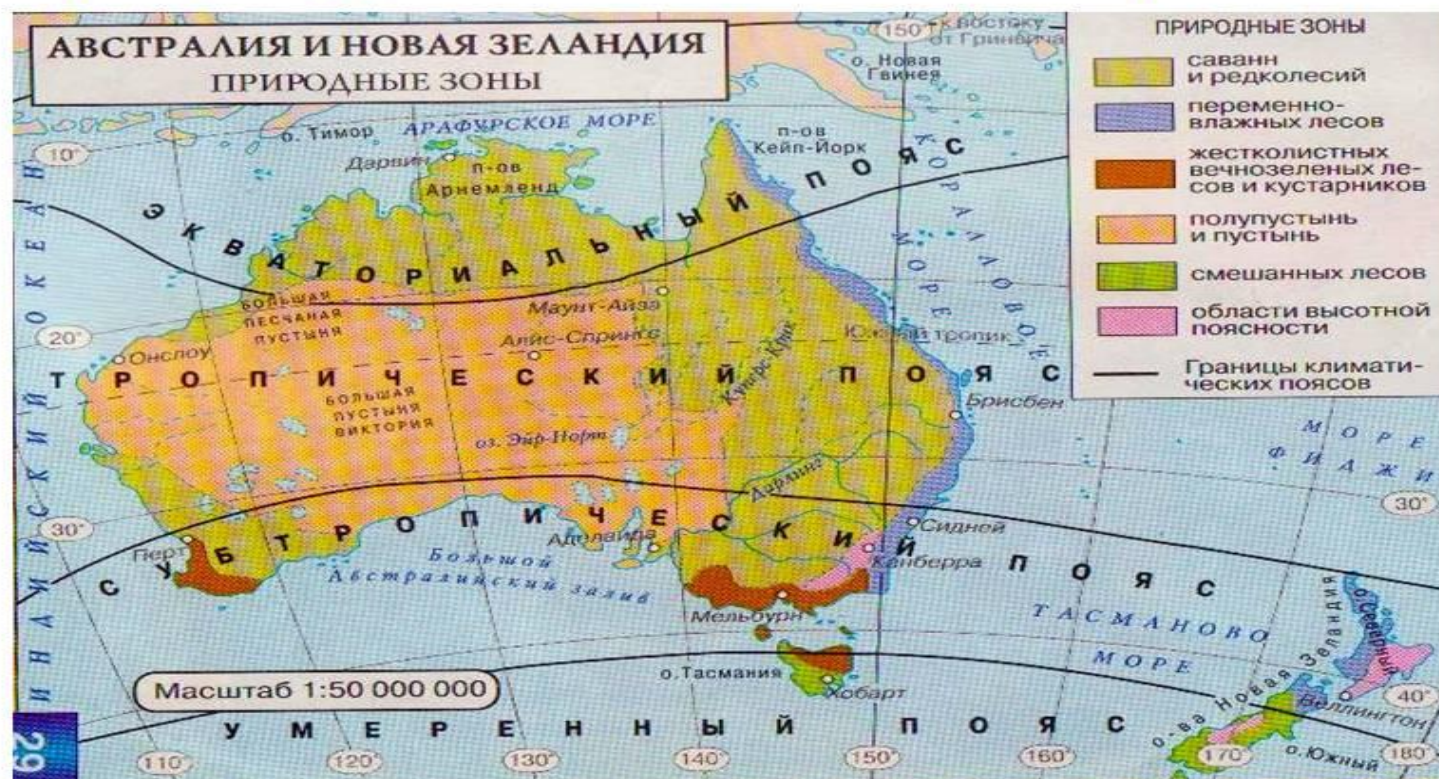 АВСТРАЛИЯ И НОВАЯ ЗЕЛАНДИЯ
ПРИРОДНЫЕ ЗОНЫ
150°
к востоку
от Гринвича
о. Новая
Гвинея
ПРИРОДНЫЕ ЗОНЫ
саванн
и редколесий
переменно-
влажных лесов
жестколистных
вечнозеленых ле-
сов и кустарников
полупустынь
и пустынь
смешанных лесов
области высотной
поясности
Границы климати-
ческих поясов
о. Тимор
АРАФУРСКОЕ МОРЕ
п-ов
Кейп-Йорк
10°
Дарвин
п-ов
Арнемленд
ЭКВАТОРИАЛЬНЫЙ ПОЯС
КОРАЛЛОВОЕ
МОРЕ
БОЛЬШАЯ
ПЕСЧАНАЯ
ПУСТЫНЯ
Маунт-Айза
20°
Онслоу
Алис-Спрингс
Южный тропик
ТРОПИЧЕСКИЙ ПОЯС
Куперс-Крик
БОЛЬШАЯ
ПУСТЫНЯ
ВИКТОРИЯ
Брисбен
оз. Эйр-Норт
МОРЕ
ФИДЖИ
Дарлинг
30°
30°
СУБТРОПИЧЕСКИЙ ПОЯС
Перт
Аделаида
Сидней
Канберра
Большой
Австралийский залив
Мельбурн
ТАСМАНОВО
МОРЕ
о.Тасмания
Хобарт
о-ва Новая Зеландия
о.Северный
Веллингтон
40°
о.Южный
Масштаб 1:50 000 000
УМЕРЕННЫЙ ПОЯС
ИНДИЙСКИЙ ОКЕАН
29
110°
120°
130°
140°
150°
160°
170°
180°